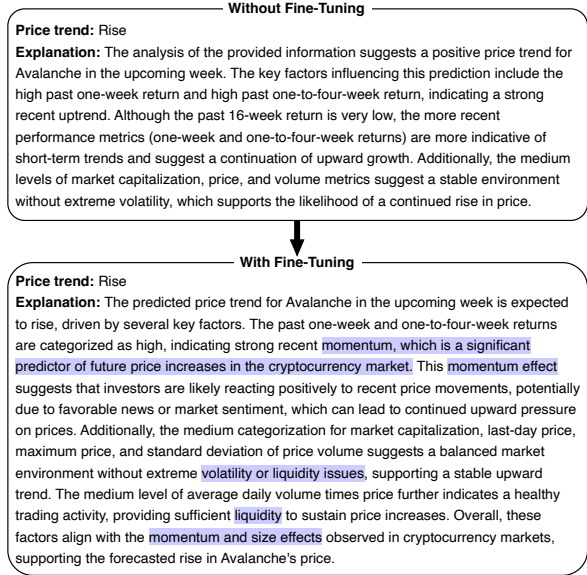 Without Fine-Tuning
Price trend: Rise
Explanation: The analysis of the provided information suggests a positive price trend for
Avalanche in the upcoming week. The key factors influencing this prediction include the
high past one-week return and high past one-to-four-week return, indicating a strong
recent uptrend. Although the past 16-week return is very low, the more recent
performance metrics (one-week and one-to-four-week returns) are more indicative of
short-term trends and suggest a continuation of upward growth. Additionally, the medium
levels of market capitalization, price, and volume metrics suggest a stable environment
without extreme volatility, which supports the likelihood of a continued rise in price.
With Fine-Tuning
Price trend: Rise
Explanation: The predicted price trend for Avalanche in the upcoming week is expected
to rise, driven by several key factors. The past one-week and one-to-four-week returns
are categorized as high, indicating strong recent momentum, which is a significant
predictor of future price increases in the cryptocurrency market. This momentum effect
suggests that investors are likely reacting positively to recent price movements, potentially
due to favorable news or market sentiment, which can lead to continued upward pressure
on prices. Additionally, the medium categorization for market capitalization, last-day price,
maximum price, and standard deviation of price volume suggests a balanced market
environment without extreme volatility or liquidity issues, supporting a stable upward
trend. The medium level of average daily volume times price further indicates a healthy
trading activity, providing sufficient liquidity to sustain price increases. Overall, these
factors align with the momentum and size effects observed in cryptocurrency markets,
supporting the forecasted rise in Avalanche's price.